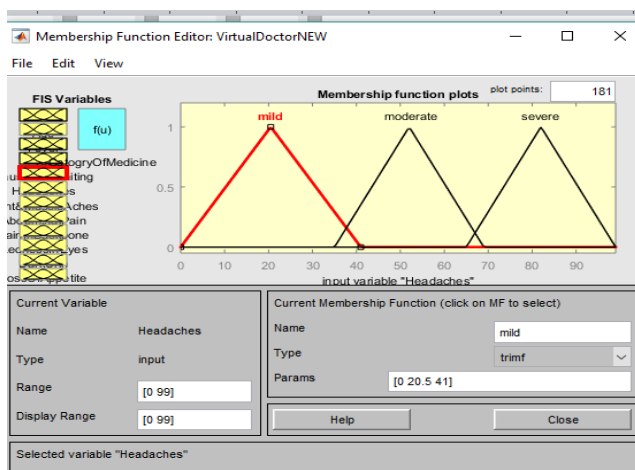 Membership Function Editor: VirtualDoctorNEW
File Edit View
FIS Variables
f(u)
Membership function plots
plot points:
181
mild moderate severe
1
0.5
0
0 10 20 30 40 50 60 70 80 90
input variable "Headaches"
Current Variable
Name Headaches
Type input
Range [0 99]
Display Range [0 99]
Current Membership Function (click on MF to select)
Name mild
Type trimf
Params [0 20.5 41]
Help Close
Selected variable "Headaches"